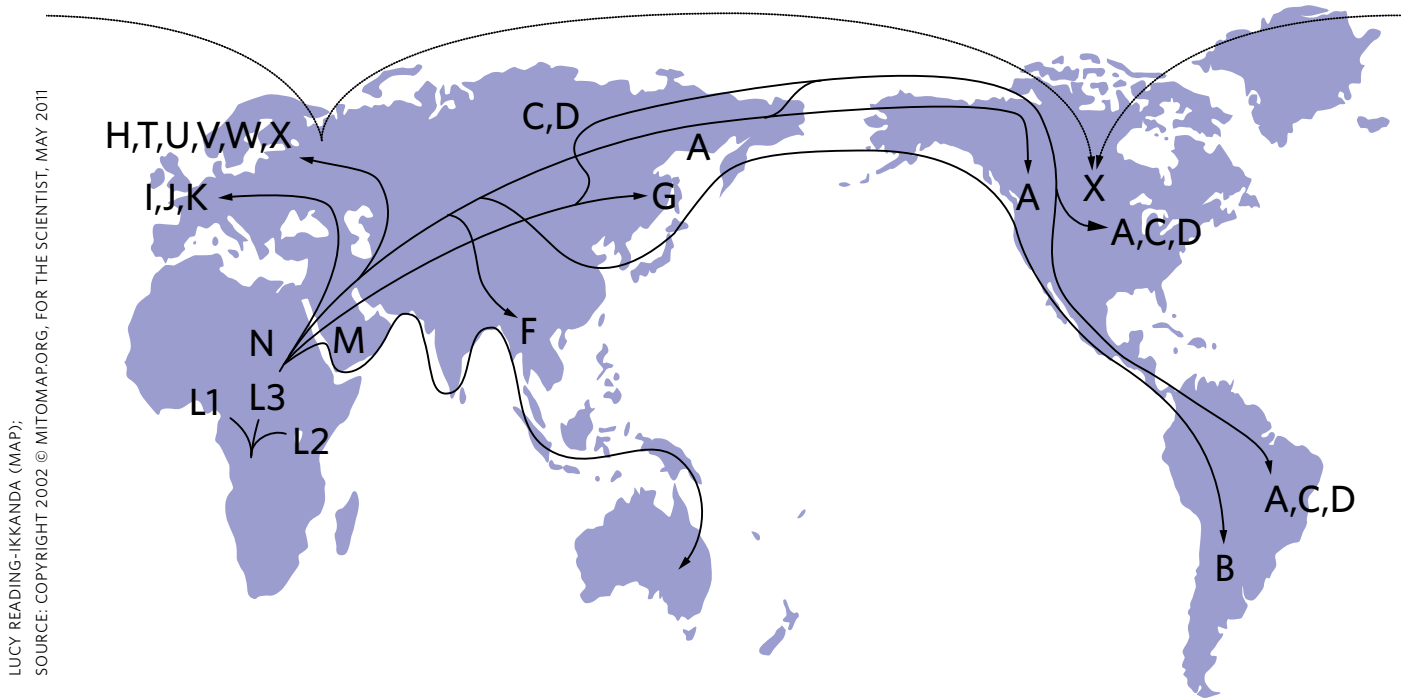 LUCY READING-IKKANDA (MAP);
SOURCE: COPYRIGHT 2002 © MITOMAP.ORG, FOR THE SCIENTIST, MAY 2011
H,T,U,V,W,X
I,J,K
C,D
A
G
A
X
A,C,D
N
M
F
L1
L3
L2
A,C,D
B